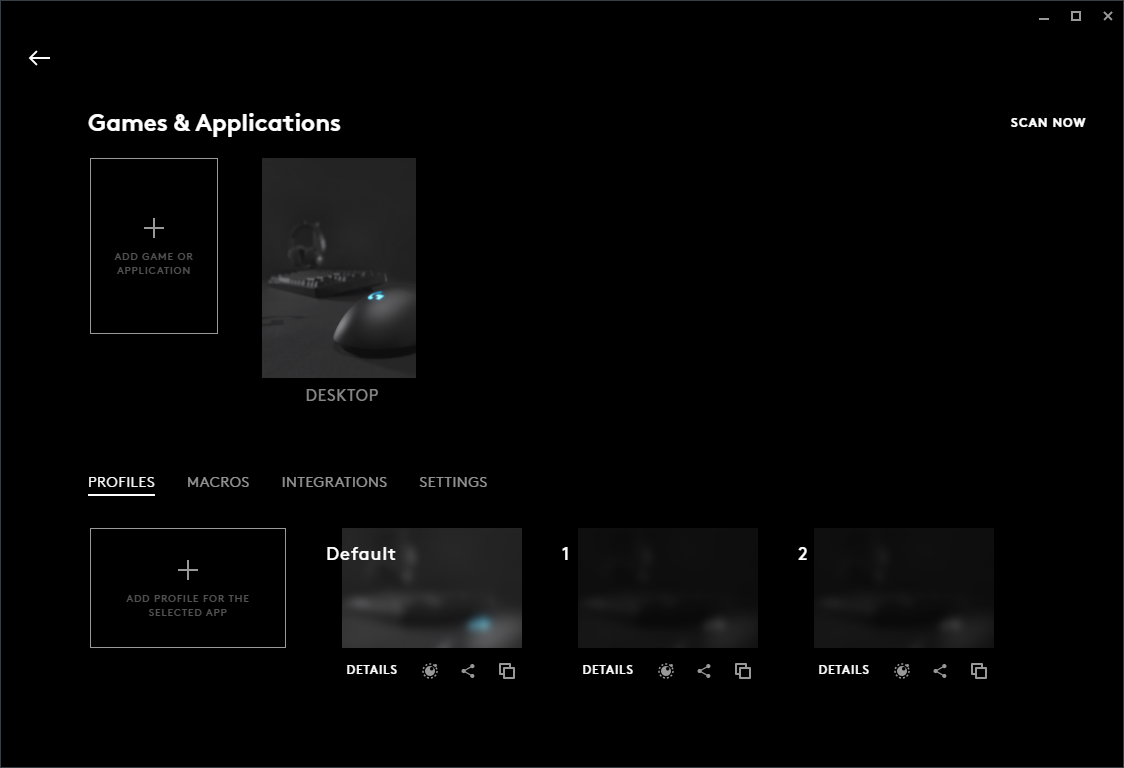 Games & Applications
SCAN NOW
ADD GAME OR
APPLICATION
DESKTOP
PROFILES
MACROS
INTEGRATIONS
SETTINGS
ADD PROFILE FOR THE
SELECTED APP
Default
1
2
DETAILS
DETAILS
DETAILS